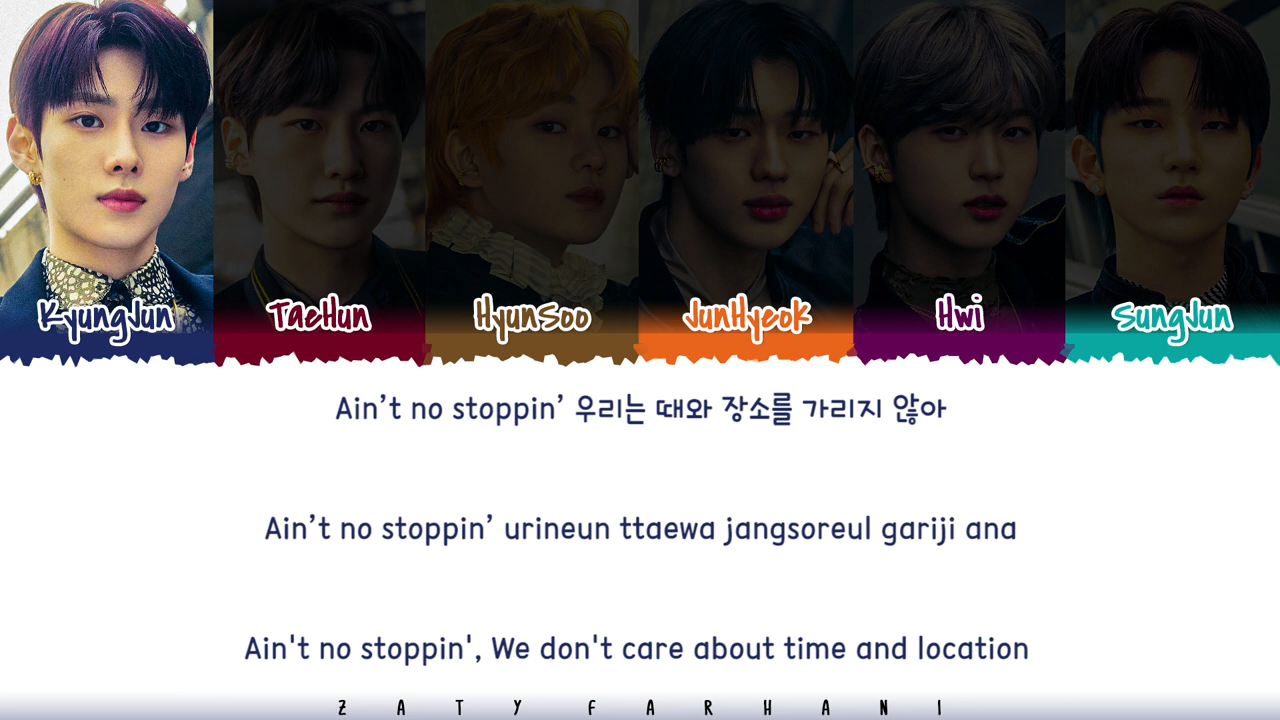 KyungJun TaeHun HyunSoo JunHyeok Hwi SungJun
Ain’t no stoppin’ 우리는 때와 장소를 가리지 않아
Ain’t no stoppin’ urineun ttaewa jangsoreul gariji ana
Ain't no stoppin', We don't care about time and location
ZATY FARHANI